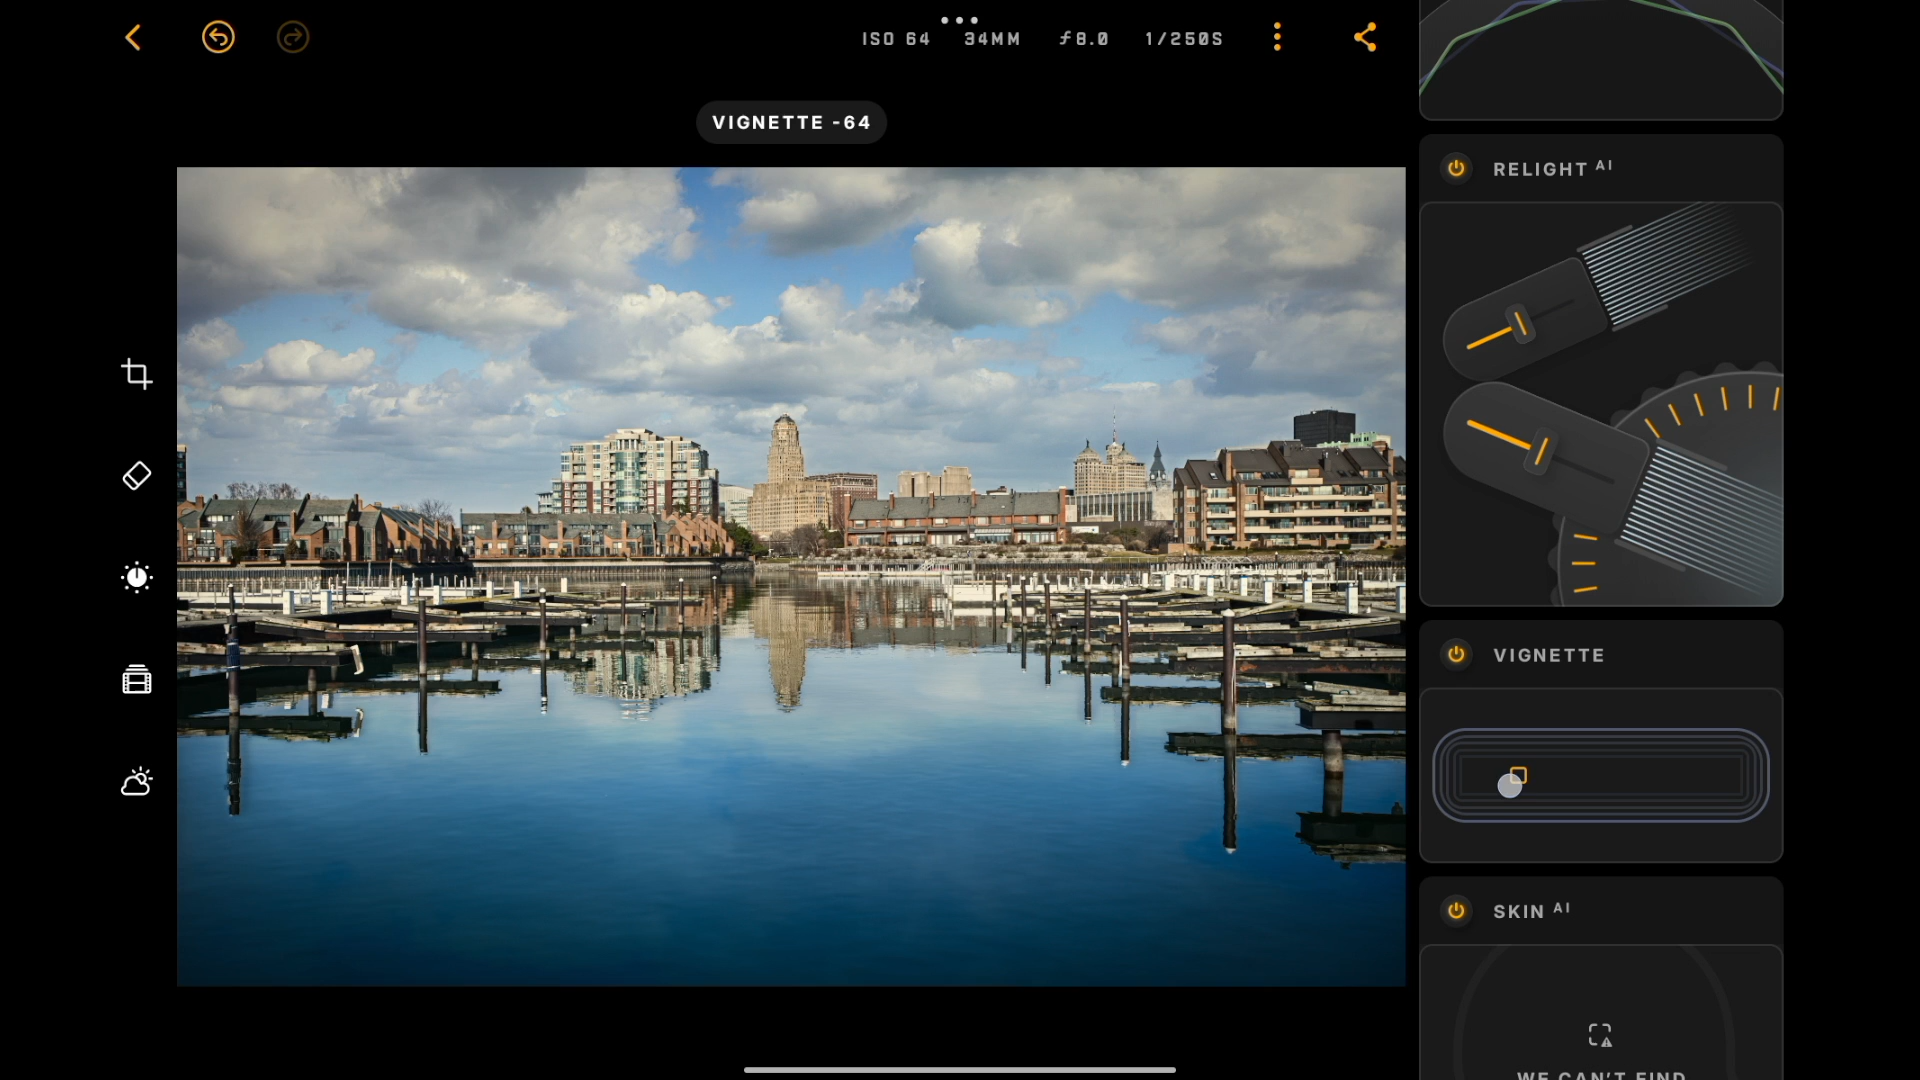 ISO 64 34MM ƒ8.0 1/250S
VIGNETTE -64
RELIGHT AI
VIGNETTE
SKIN AI
WE CAN'T FIND